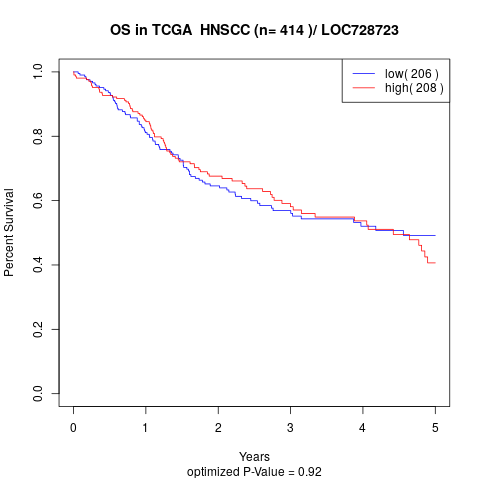 OS in TCGA  HNSCC (n= 414 )/ LOC728723
low( 206 )
high( 208 )
Percent Survival
1.0
0.8
0.6
0.4
0.2
0.0
0 1 2 3 4 5
Years
optimized P-Value = 0.92